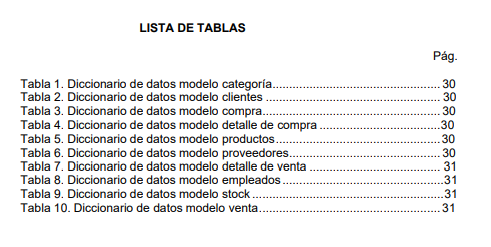 LISTA DE TABLAS
Pág.
Tabla 1. Diccionario de datos modelo categoría.................................................. 30
Tabla 2. Diccionario de datos modelo clientes .................................................... 30
Tabla 3. Diccionario de datos modelo compra..................................................... 30
Tabla 4. Diccionario de datos modelo detalle de compra ....................................30
Tabla 5. Diccionario de datos modelo productos................................................. 30
Tabla 6. Diccionario de datos modelo proveedores............................................. 30
Tabla 7. Diccionario de datos modelo detalle de venta ....................................... 31
Tabla 8. Diccionario de datos modelo empleados................................................31
Tabla 9. Diccionario de datos modelo stock .........................................................31
Tabla 10. Diccionario de datos modelo venta...................................................... 31